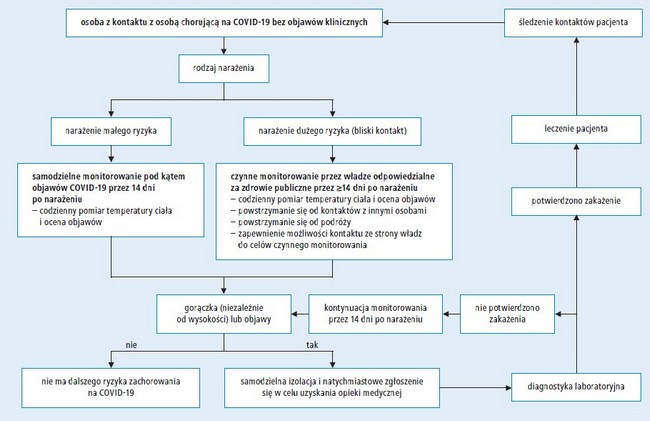 osoba z kontaktu z osobą chorującą na COVID-19 bez objawów klinicznych
śledzenie kontaktów pacjenta
rodzaj narażenia
narażenie małego ryzyka
narażenie dużego ryzyka (bliski kontakt)
leczenie pacjenta
samodzielne monitorowanie pod kątem
objawów COVID-19 przez 14 dni
po narażeniu
– codzienny pomiar temperatury ciała
i ocena objawów
czynne monitorowanie przez władze odpowiedzialne
za zdrowie publiczne przez ≥14 dni po narażeniu
– codzienny pomiar temperatury ciała i ocena objawów
– powstrzymanie się od kontaktów z innymi osobami
– powstrzymanie się od podróży
– zapewnienie możliwości kontaktu ze strony władz
do celów czynnego monitorowania
potwierdzono zakażenie
gorączka (niezależnie
od wysokości) lub objawy
kontynuacja monitorowania
przez 14 dni po narażeniu
nie potwierdzono
zakażenia
nie
tak
nie ma dalszego ryzyka zachorowania
na COVID-19
samodzielna izolacja i natychmiastowe zgłoszenie
się w celu uzyskania opieki medycznej
diagnostyka laboratoryjna